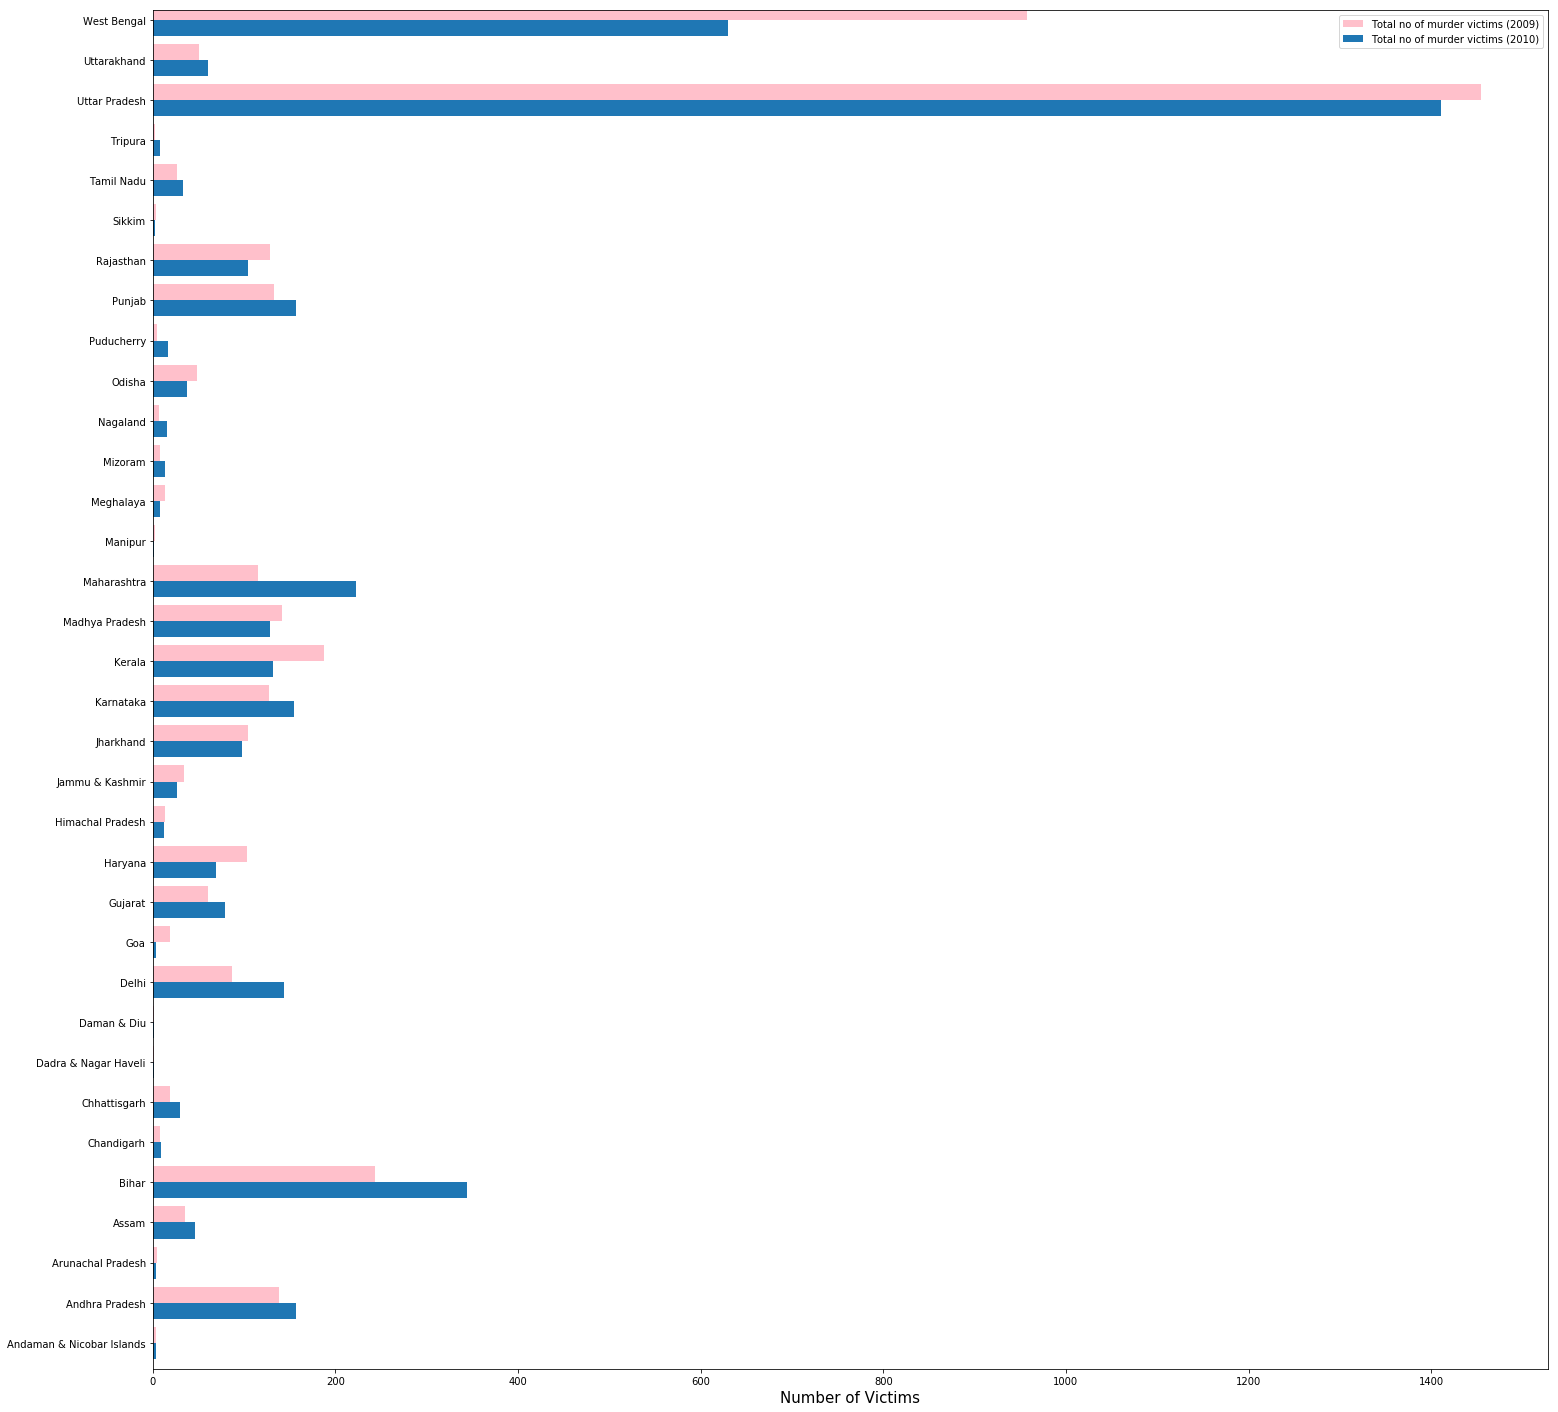 West Bengal
Total no of murder victims (2009)
Total no of murder victims (2010)
Uttarakhand
Uttar Pradesh
Tripura
Tamil Nadu
Sikkim
Rajasthan
Punjab
Puducherry
Odisha
Nagaland
Mizoram
Meghalaya
Manipur
Maharashtra
Madhya Pradesh
Kerala
Karnataka
Jharkhand
Jammu & Kashmir
Himachal Pradesh
Haryana
Gujarat
Goa
Delhi
Daman & Diu
Dadra & Nagar Haveli
Chhattisgarh
Chandigarh
Bihar
Assam
Arunachal Pradesh
Andhra Pradesh
Andaman & Nicobar Islands
0 200 400 600 800 1000 1200 1400
Number of Victims